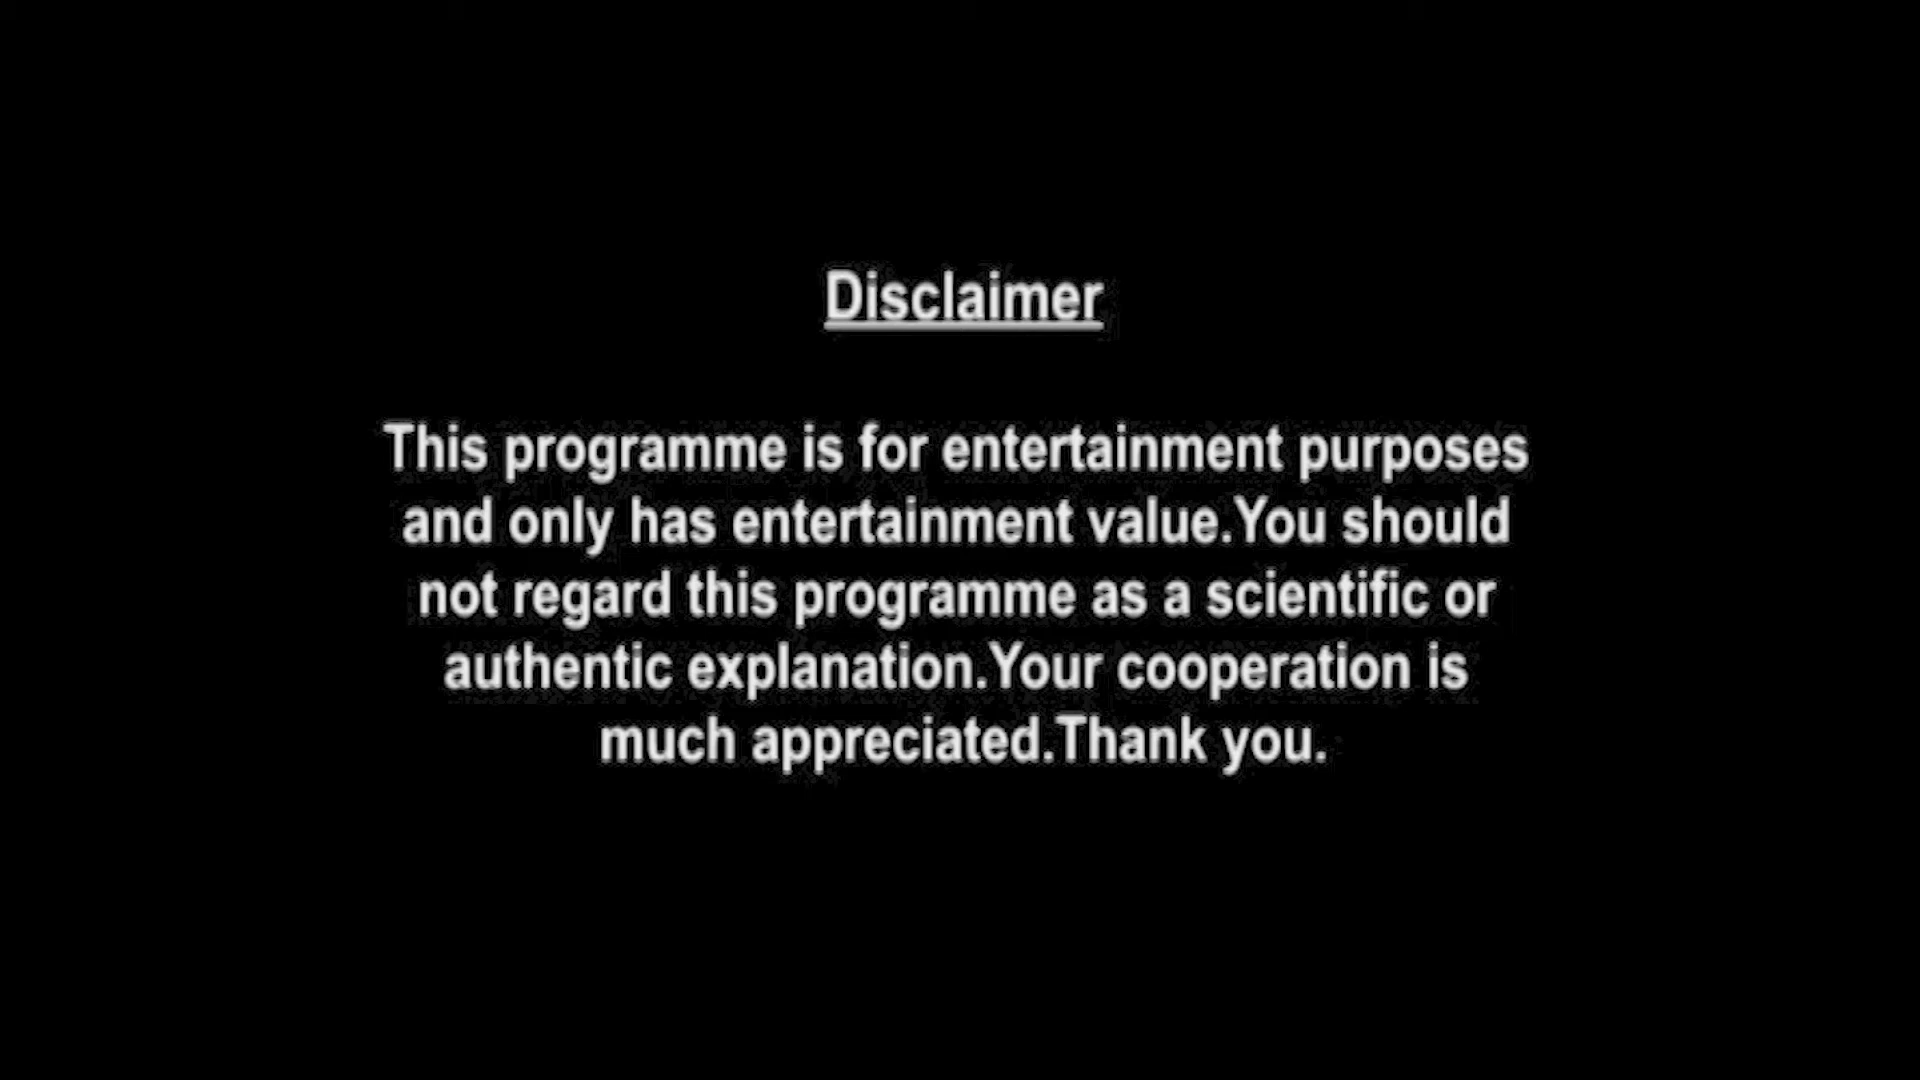 Disclaimer
This programme is for entertainment purposes
and only has entertainment value.You should
not regard this programme as a scientific or
authentic explanation.Your cooperation is
much appreciated.Thank you.